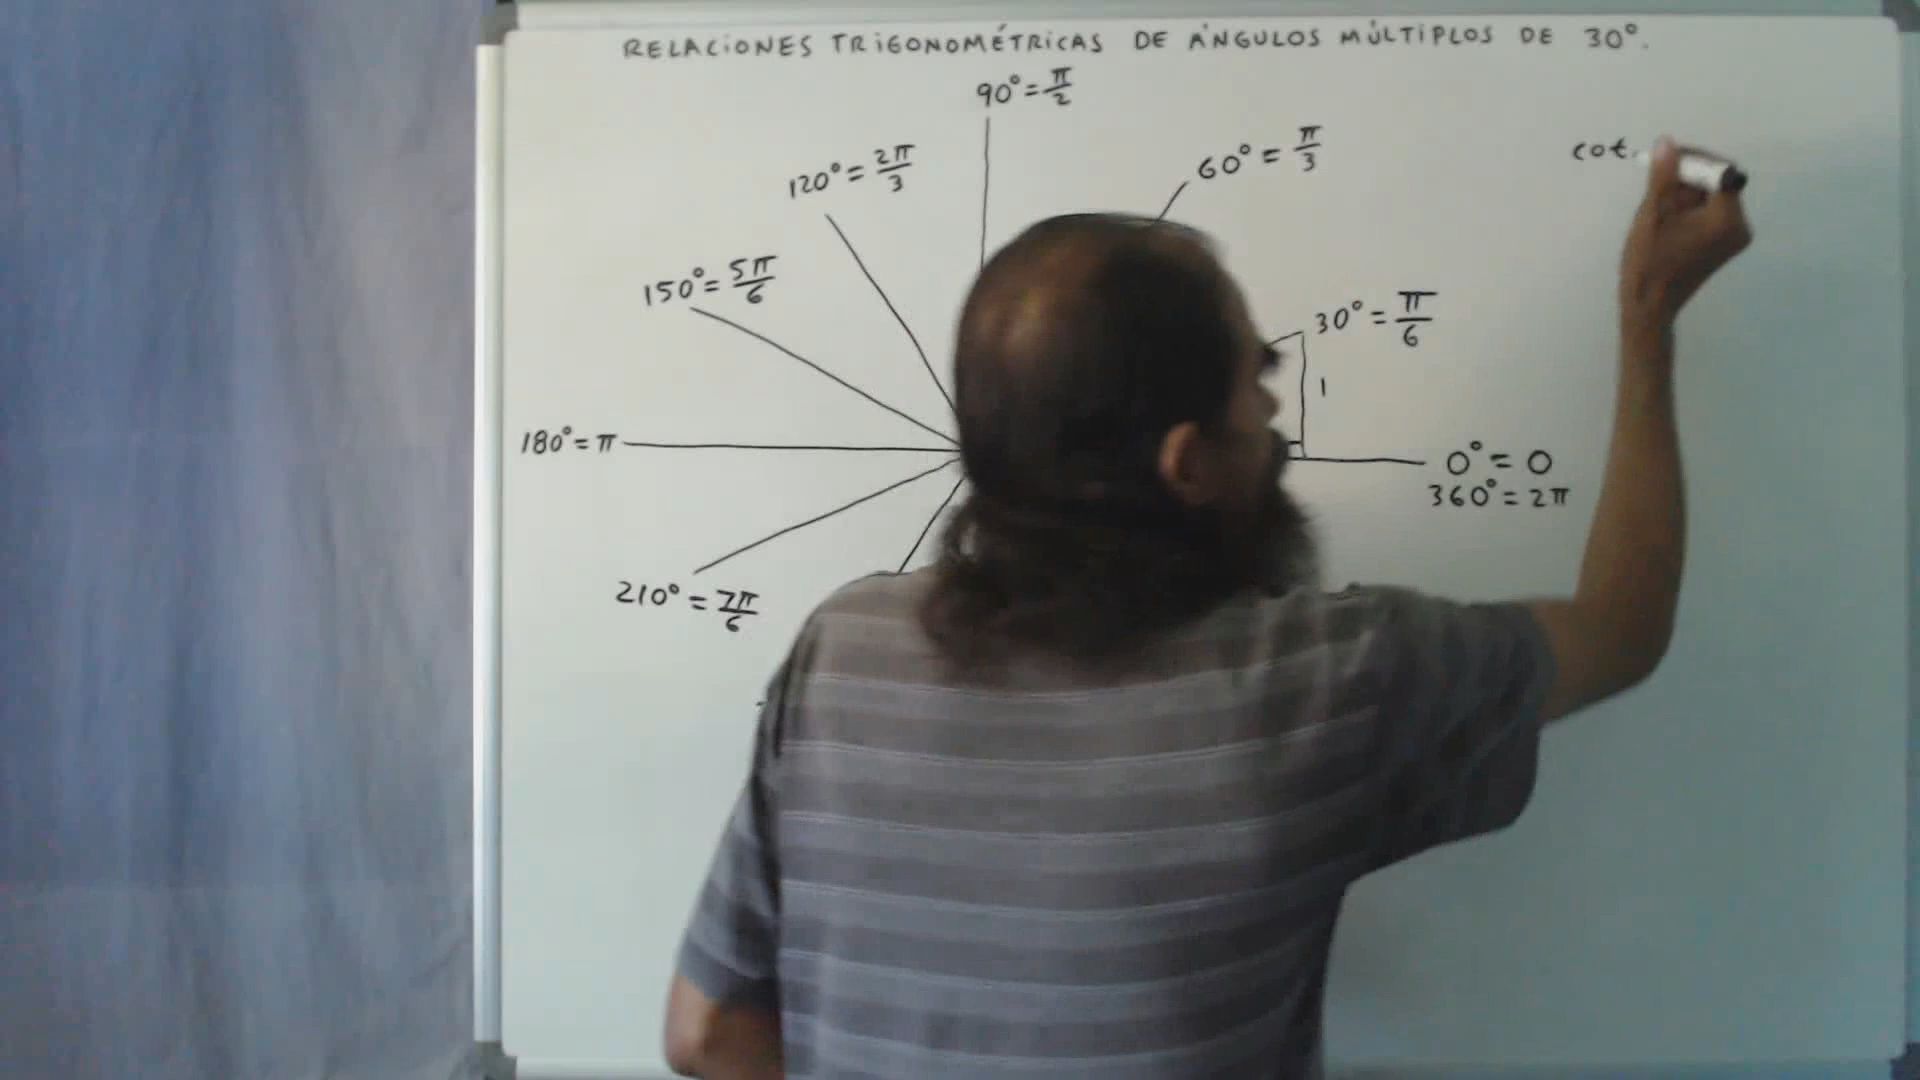 RELACIONES TRIGONOMÉTRICAS DE ÁNGULOS MÚLTIPLOS DE 30°.
90° = π/2
120° = 2π/3
60° = π/3
cot.
150° = 5π/6
30° = π/6
1
180° = π
0° = 0
360° = 2π
210° = 7π/6